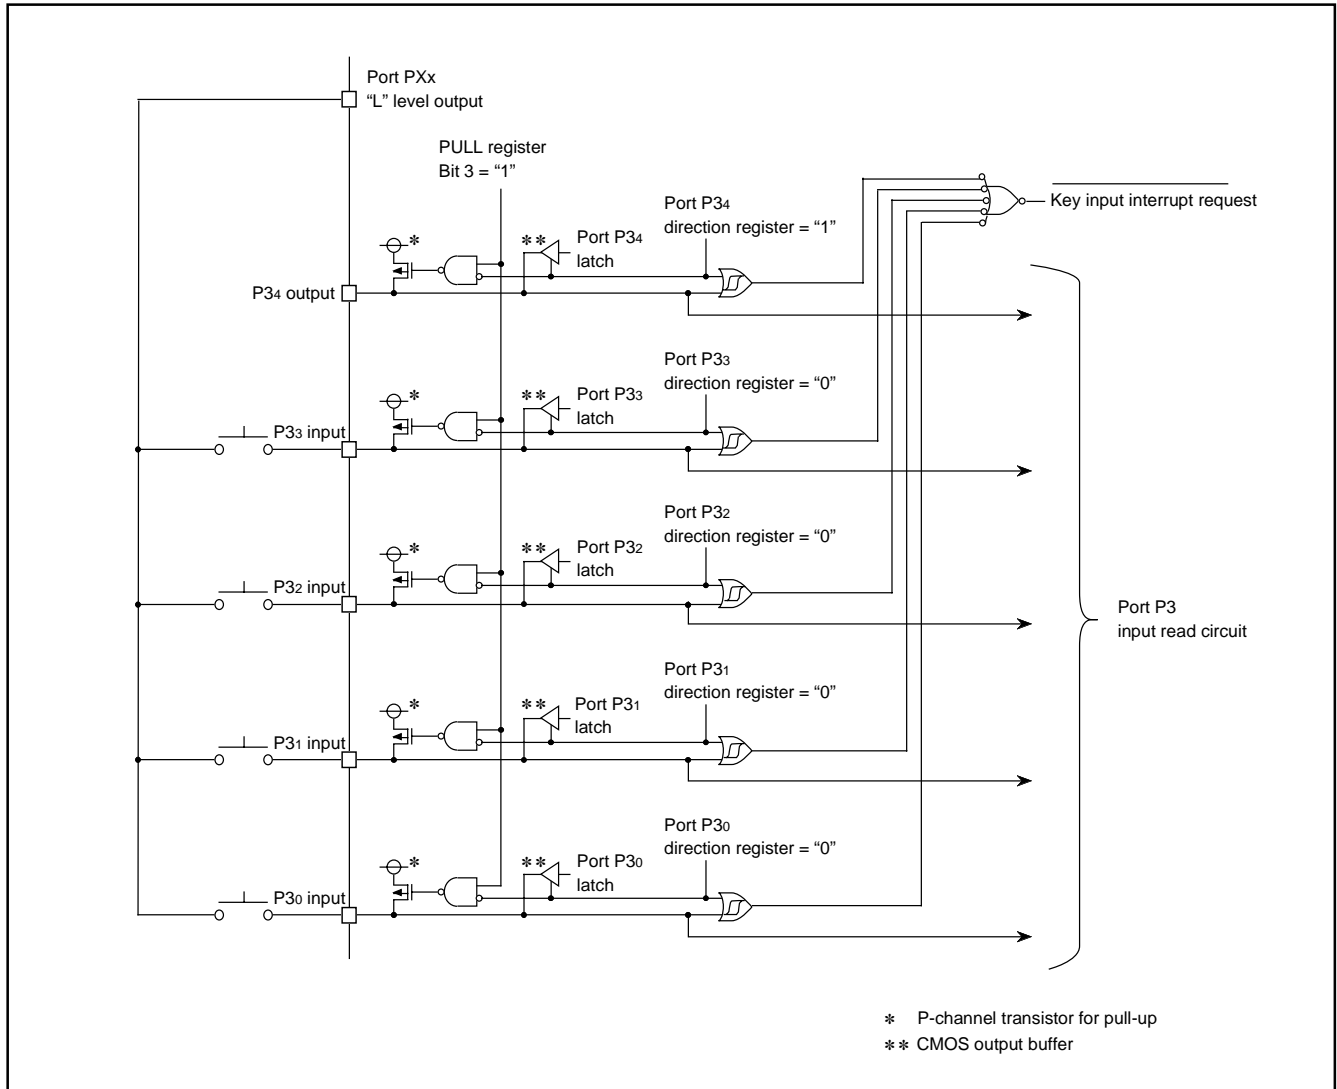 Port PXx
“L” level output
PULL register
Bit 3 = “1”
Key input interrupt request
Port P34
direction register = “1”
* *
Port P34
latch
*
P34 output
Port P33
direction register = “0”
* *
Port P33
latch
*
P33 input
Port P32
direction register = “0”
* *
Port P32
latch
*
P32 input
Port P3
input read circuit
Port P31
direction register = “0”
* *
Port P31
latch
*
P31 input
Port P30
direction register = “0”
* *
Port P30
latch
*
P30 input
* P-channel transistor for pull-up
* * CMOS output buffer